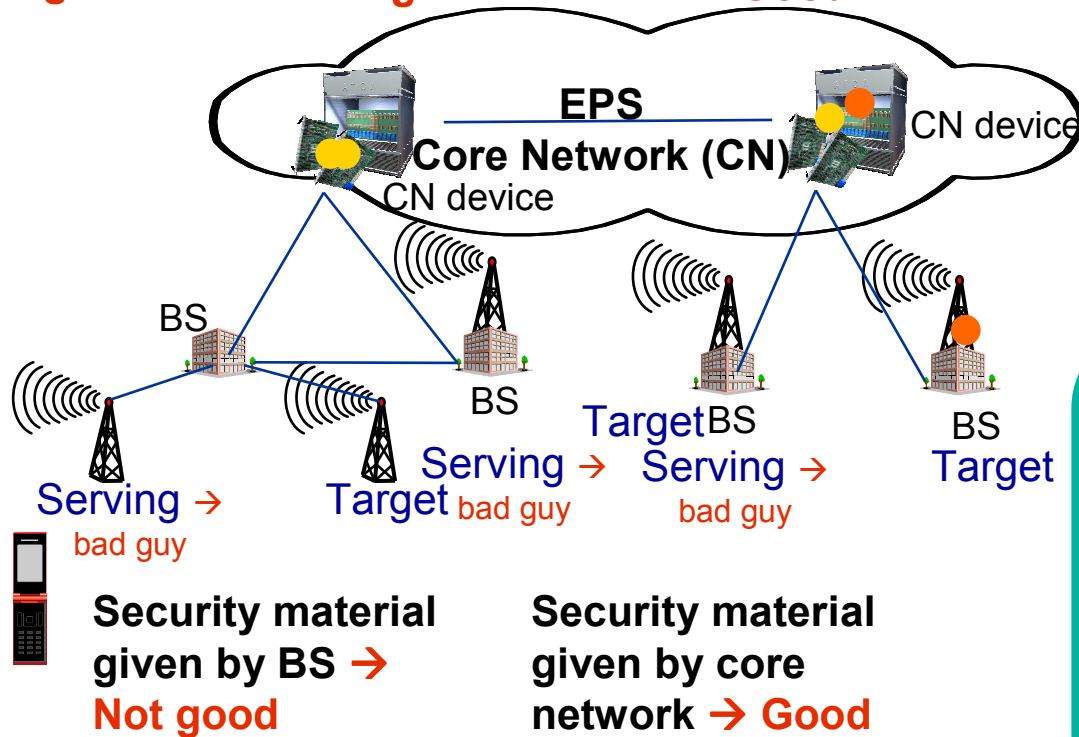 EPS
Core Network (CN)
CN device
CN device
BS
BS
BS
BS
Target
Serving →
bad guy
Target
Serving →
bad guy
Serving →
bad guy
Target
Security material
given by BS →
Not good
Security material
given by core
network → Good